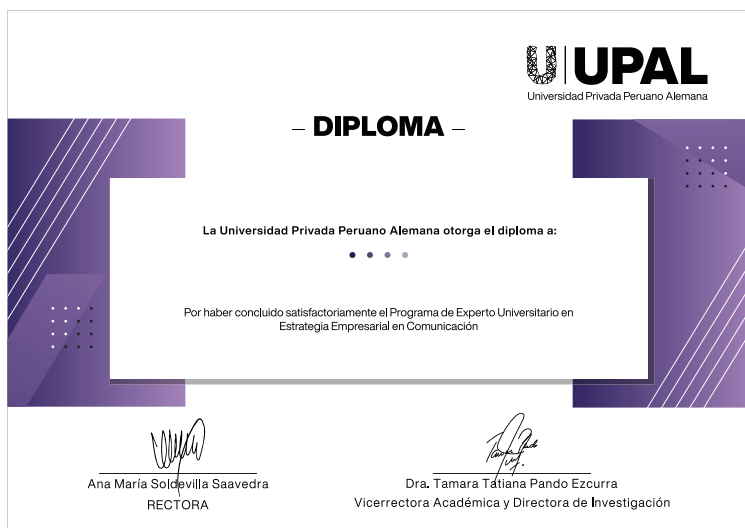 UPAL
Universidad Privada Peruano Alemana
– DIPLOMA –
La Universidad Privada Peruano Alemana otorga el diploma a:
Por haber concluido satisfactoriamente el Programa de Experto Universitario en
Estrategia Empresarial en Comunicación
Ana María Soldevilla Saavedra
RECTORA
Dra. Tamara Tatiana Pando Ezcurra
Vicerrectora Académica y Directora de Investigación